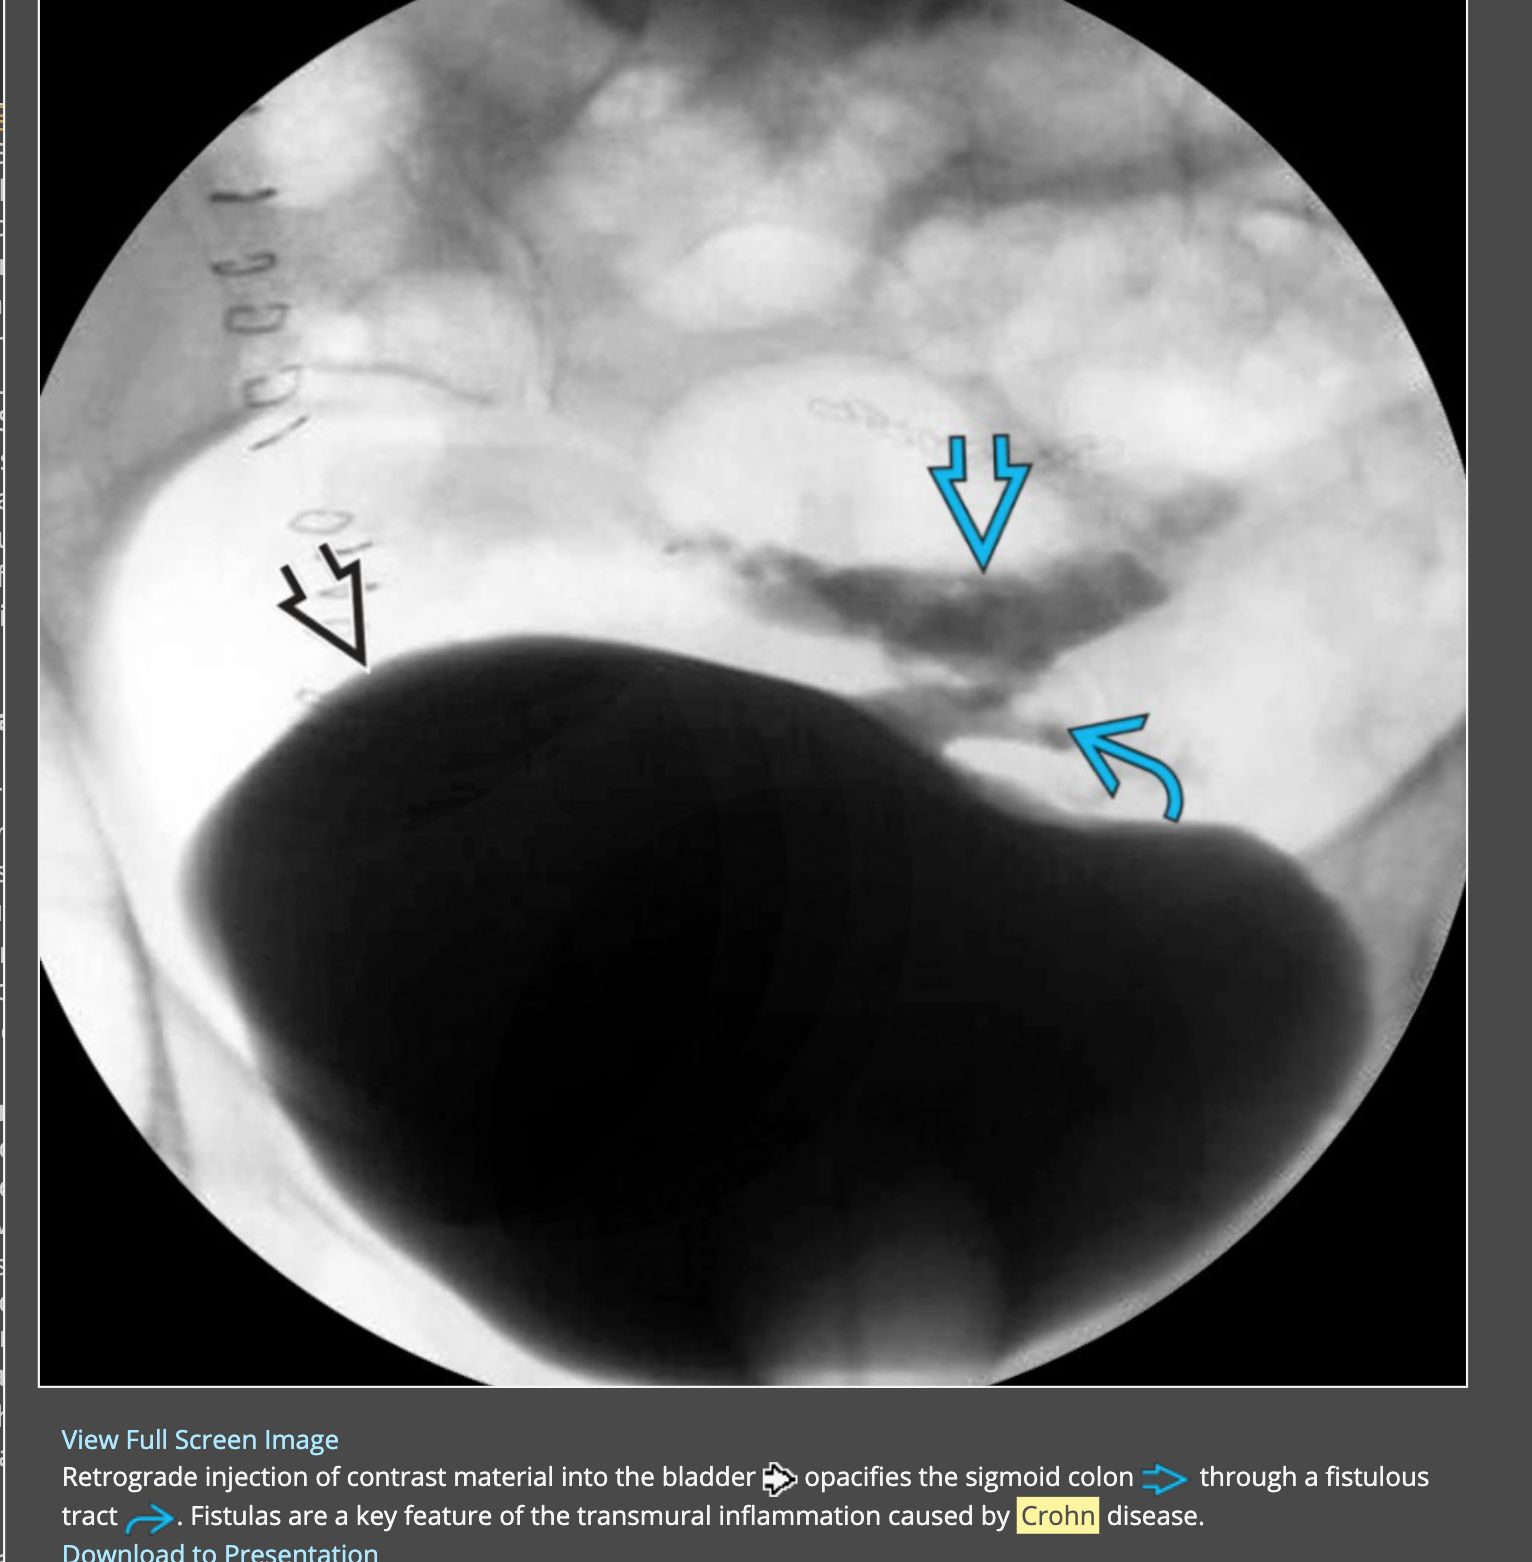 View Full Screen Image
Retrograde injection of contrast material into the bladder opacifies the sigmoid colon through a fistulous
tract . Fistulas are a key feature of the transmural inflammation caused by Crohn disease.
Download to Presentation